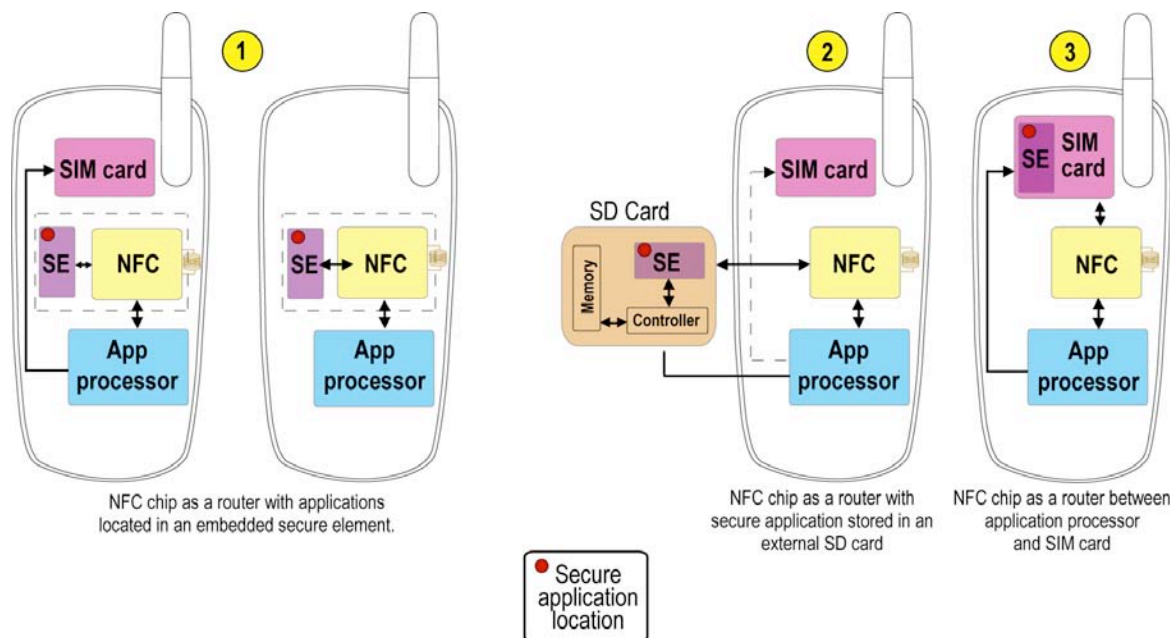 1
SIM card
SE
NFC
App
processor
SE
NFC
App
processor
NFC chip as a router with applications
located in an embedded secure element.
2
SIM card
SD Card
SE
Memory
Controller
NFC
App
processor
NFC chip as a router with
secure application stored in an
external SD card
3
SE
SIM
card
NFC
App
processor
NFC chip as a router between
application processor
and SIM card
Secure
application
location